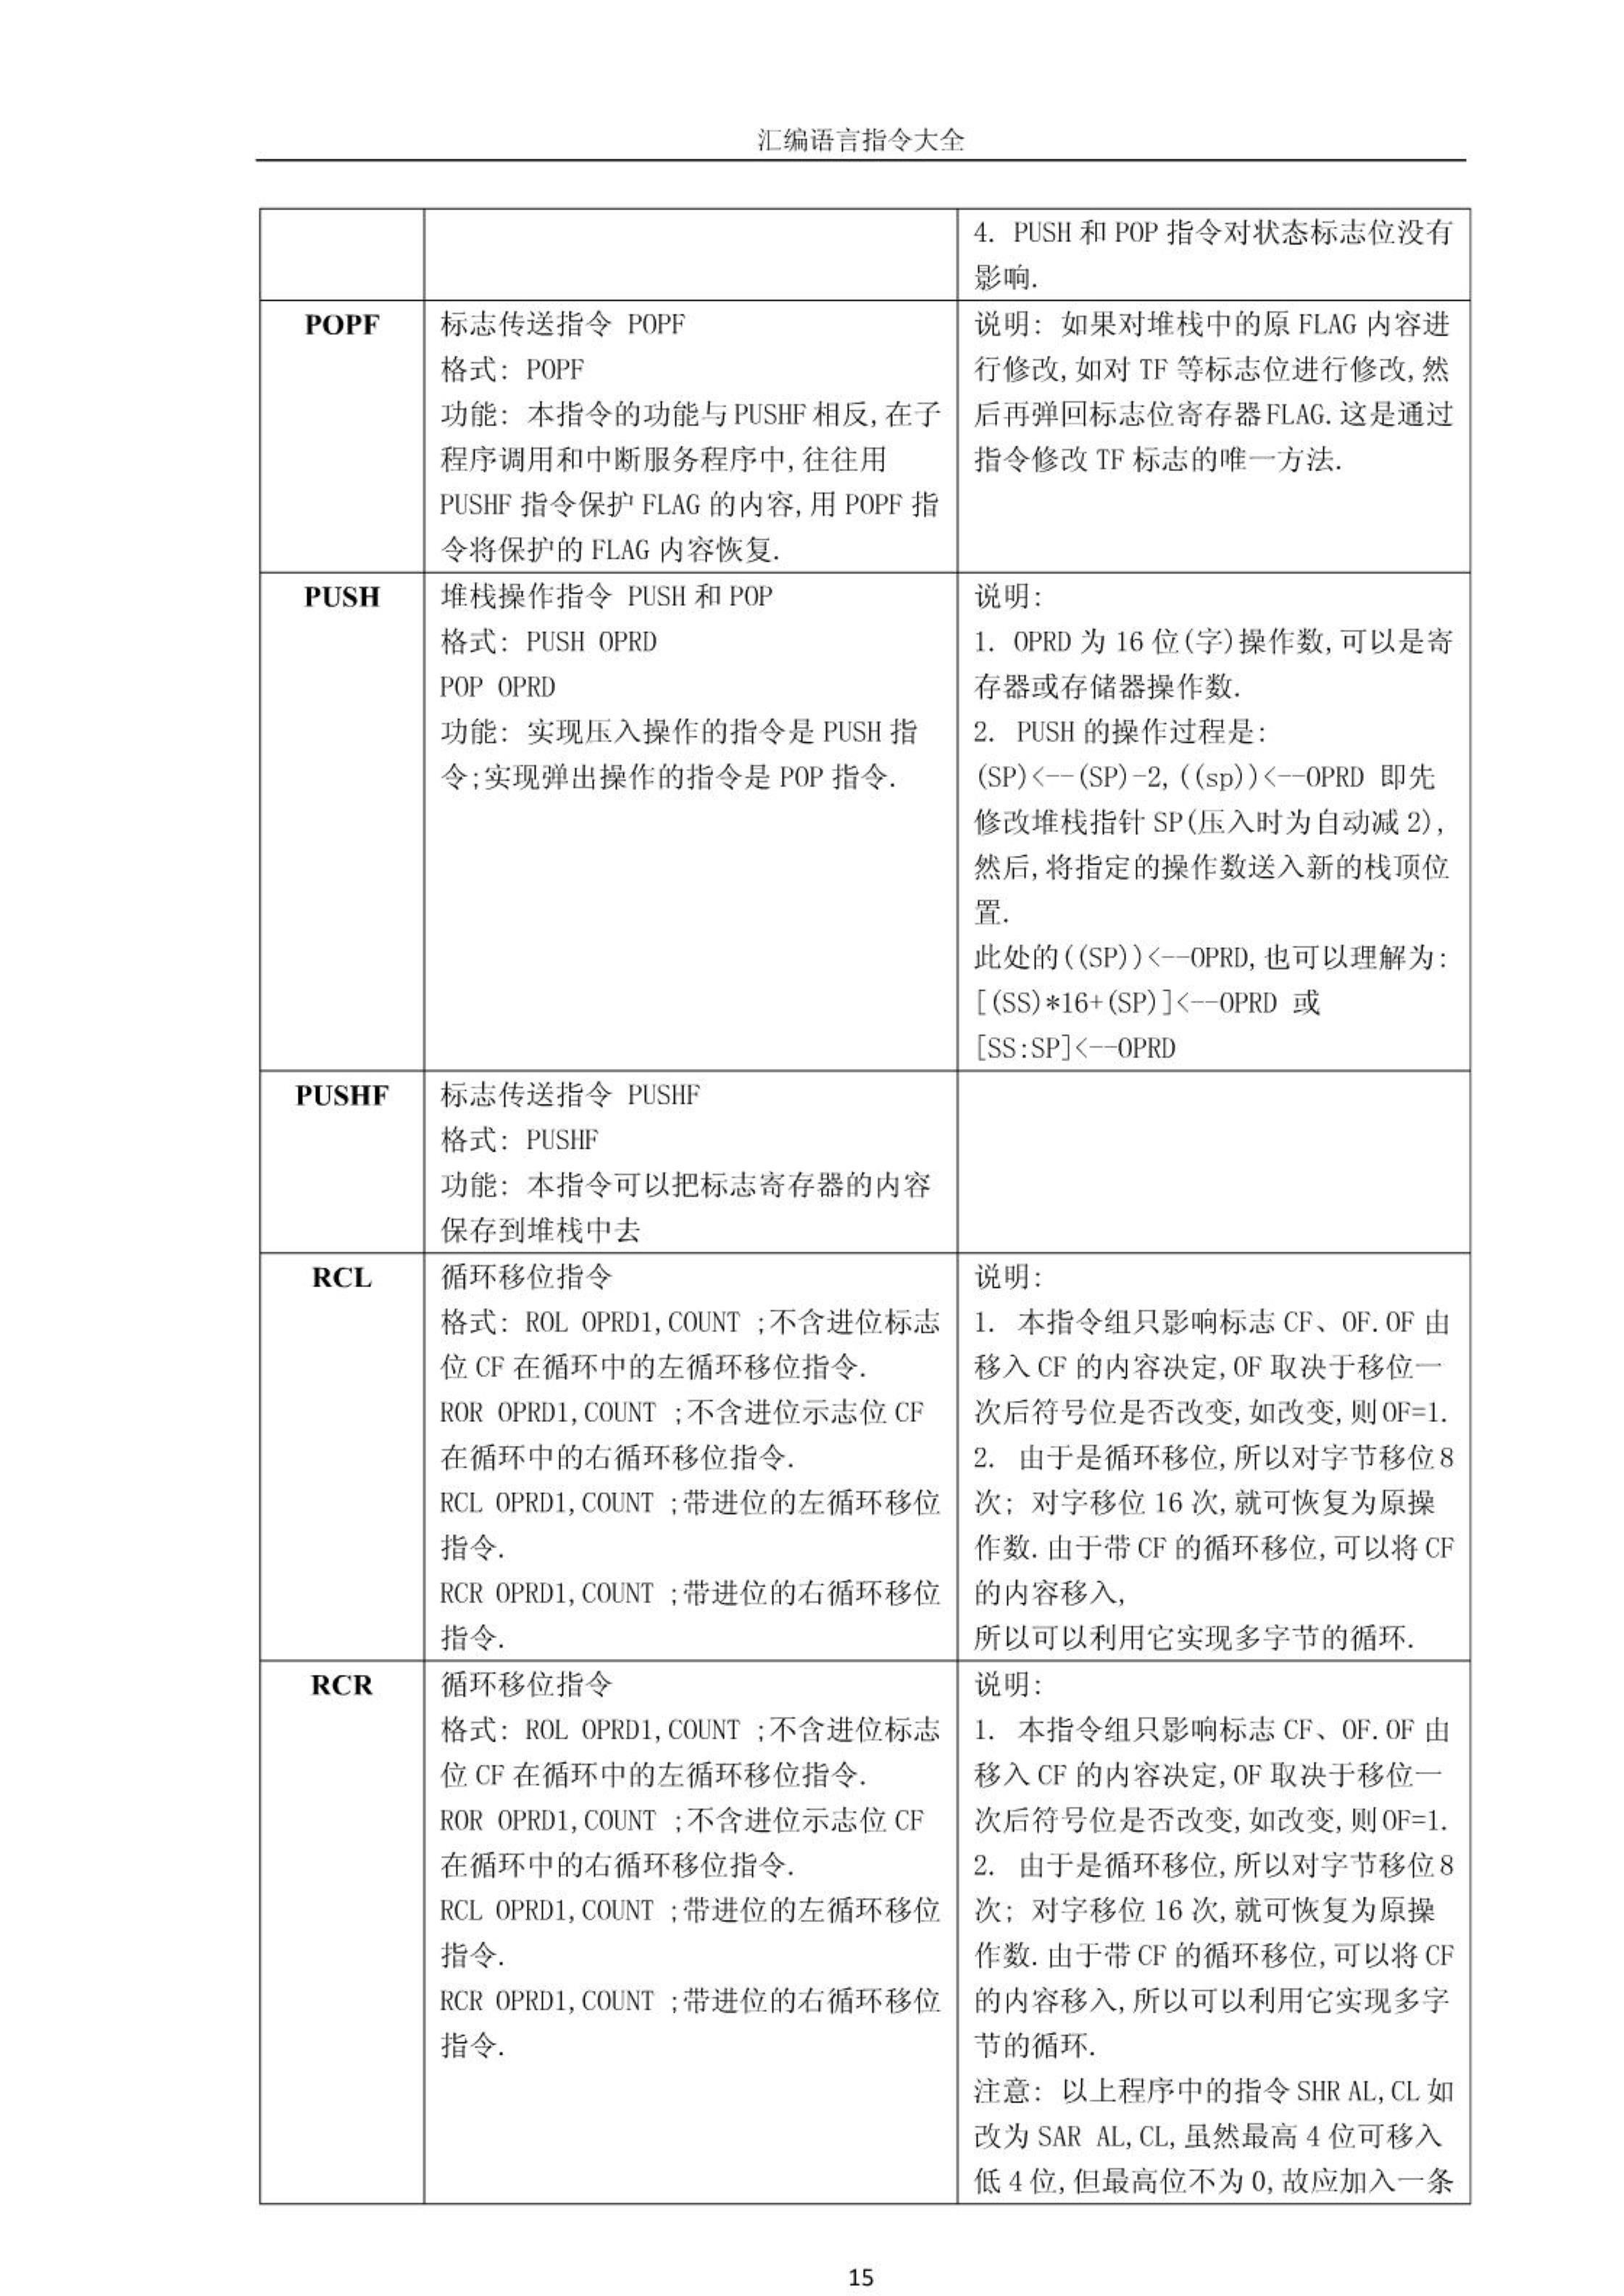 汇编语言指令大全
4. PUSH 和 POP 指令对状态标志位没有
影响.
POPF
标志传送指令 POPF
格式: POPF
功能: 本指令的功能与 PUSHF 相反,在子
程序调用和中断服务程序中,往往用
PUSHF 指令保护 FLAG 的内容,用 POPF 指
令将保护的 FLAG 内容恢复.
说明: 如果对堆栈中的原 FLAG 内容进
行修改,如对 TF 等标志位进行修改,然
后再弹回标志位寄存器 FLAG.这是通过
指令修改 TF 标志的唯一方法.
PUSH
堆栈操作指令 PUSH 和 POP
格式: PUSH OPRD
POP OPRD
功能: 实现压入操作的指令是 PUSH 指
令;实现弹出操作的指令是 POP 指令.
说明:
1. OPRD 为 16 位(字)操作数,可以是寄
存器或存储器操作数.
2. PUSH 的操作过程是:
(SP)<--(SP)-2,((sp))<--OPRD 即先
修改堆栈指针 SP(压入时为自动减 2),
然后,将指定的操作数送入新的栈顶位
置.
此处的((SP))<--OPRD,也可以理解为:
[(SS)*16+(SP)]<--OPRD 或
[SS:SP]<--OPRD
PUSHF
标志传送指令 PUSHF
格式: PUSHF
功能: 本指令可以把标志寄存器的内容
保存到堆栈中去
RCL
循环移位指令
格式: ROL OPRD1,COUNT ;不含进位标志
位 CF 在循环中的左循环移位指令.
ROR OPRD1,COUNT ;不含进位示志位 CF
在循环中的右循环移位指令.
RCL OPRD1,COUNT ;带进位的左循环移位
指令.
RCR OPRD1,COUNT ;带进位的右循环移位
指令.
说明:
1. 本指令组只影响标志 CF、OF.OF 由
移入 CF 的内容决定,OF 取决于移位一
次后符号位是否改变,如改变,则 OF=1.
2. 由于是循环移位,所以对字节移位 8
次; 对字移位 16 次,就可恢复为原操
作数.由于带 CF 的循环移位,可以将 CF
的内容移入,
所以可以利用它实现多字节的循环.
RCR
循环移位指令
格式: ROL OPRD1,COUNT ;不含进位标志
位 CF 在循环中的左循环移位指令.
ROR OPRD1,COUNT ;不含进位示志位 CF
在循环中的右循环移位指令.
RCL OPRD1,COUNT ;带进位的左循环移位
指令.
RCR OPRD1,COUNT ;带进位的右循环移位
指令.
说明:
1. 本指令组只影响标志 CF、OF.OF 由
移入 CF 的内容决定,OF 取决于移位一
次后符号位是否改变,如改变,则 OF=1.
2. 由于是循环移位,所以对字节移位 8
次; 对字移位 16 次,就可恢复为原操
作数.由于带 CF 的循环移位,可以将 CF
的内容移入,所以可以利用它实现多字
节的循环.
注意: 以上程序中的指令 SHR AL,CL 如
改为 SAR AL,CL,虽然最高 4 位可移入
低 4 位,但最高位不为 0,故应加入一条
15